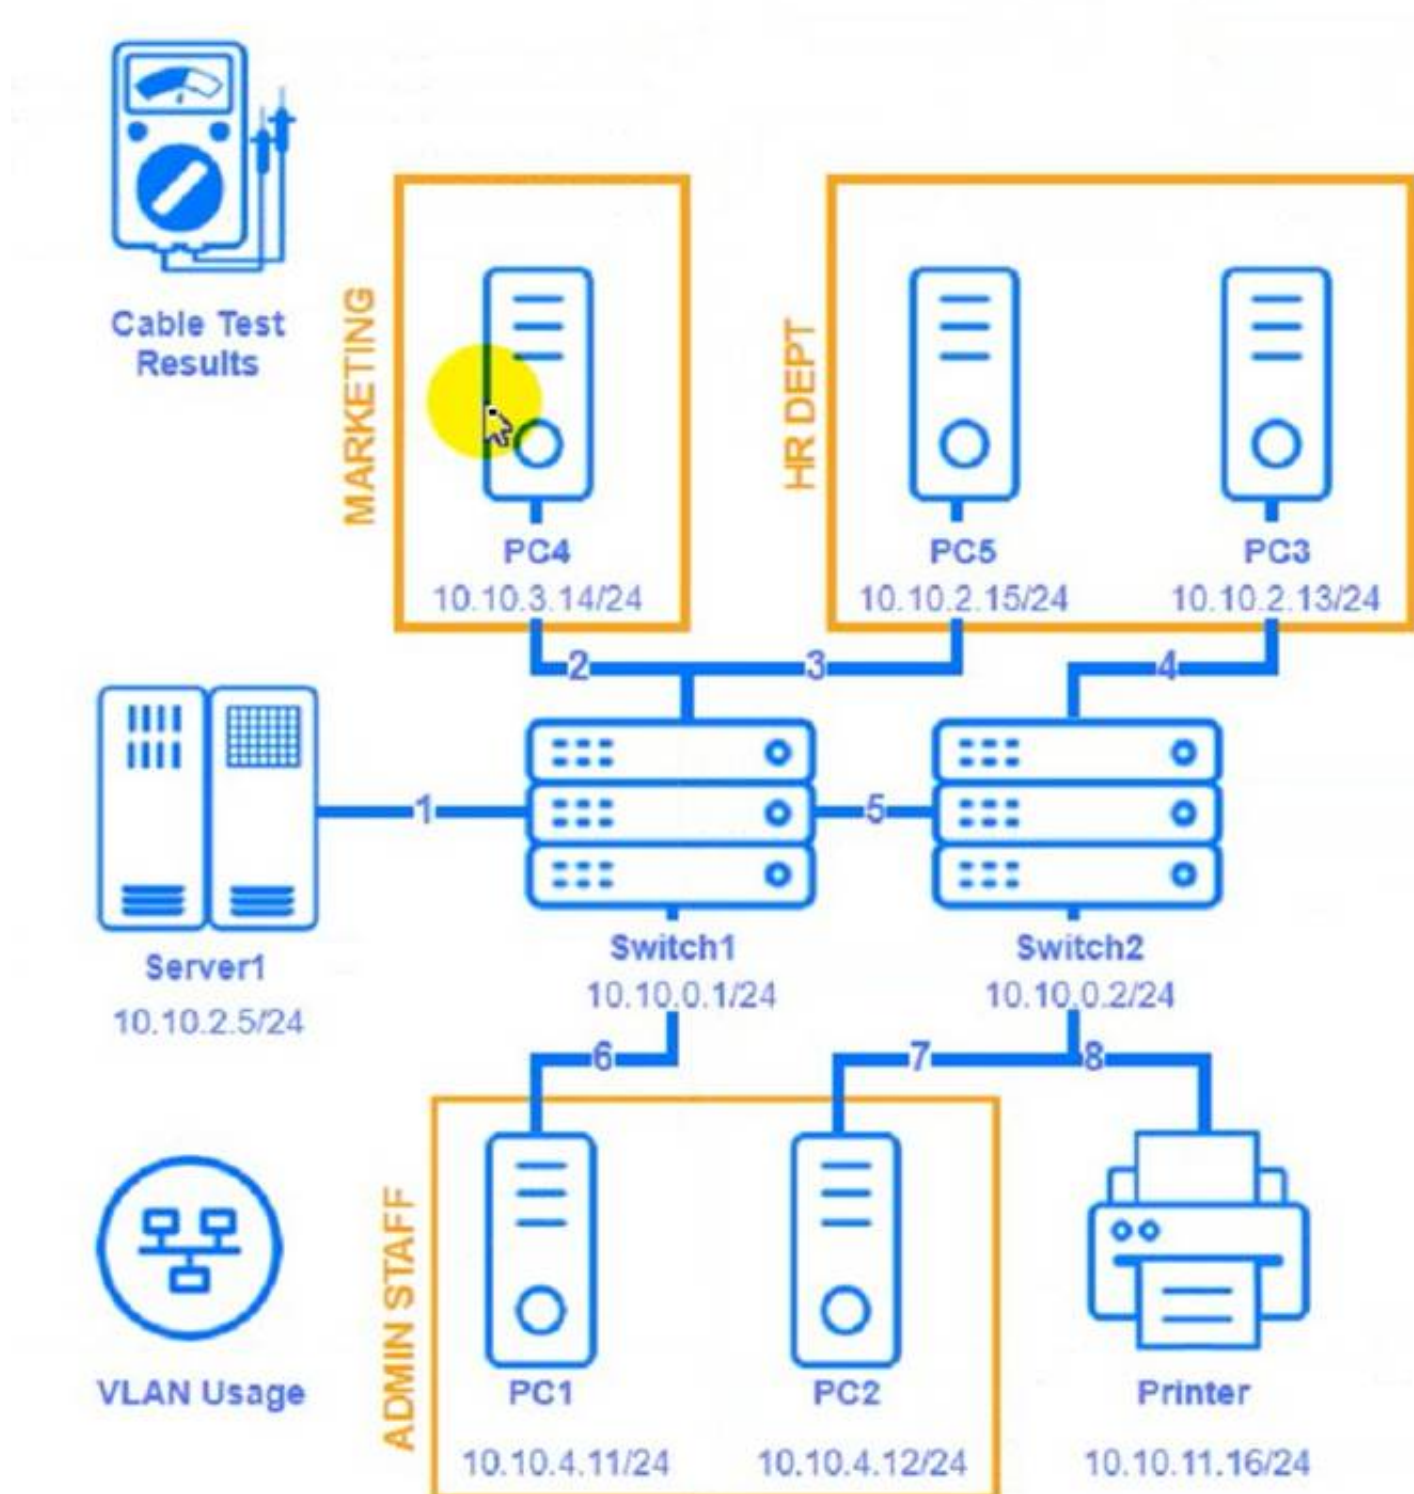 Cable Test
Results
MARKETING
HR DEPT
PC4
PC5
PC3
10.10.3.14/24
10.10.2.15/24
10.10.2.13/24
2
3
4
1
5
Server1
10.10.2.5/24
Switch1
10.10.0.1/24
Switch2
10.10.0.2/24
6
7
8
ADMIN STAFF
VLAN Usage
PC1
PC2
Printer
10.10.4.11/24
10.10.4.12/24
10.10.11.16/24